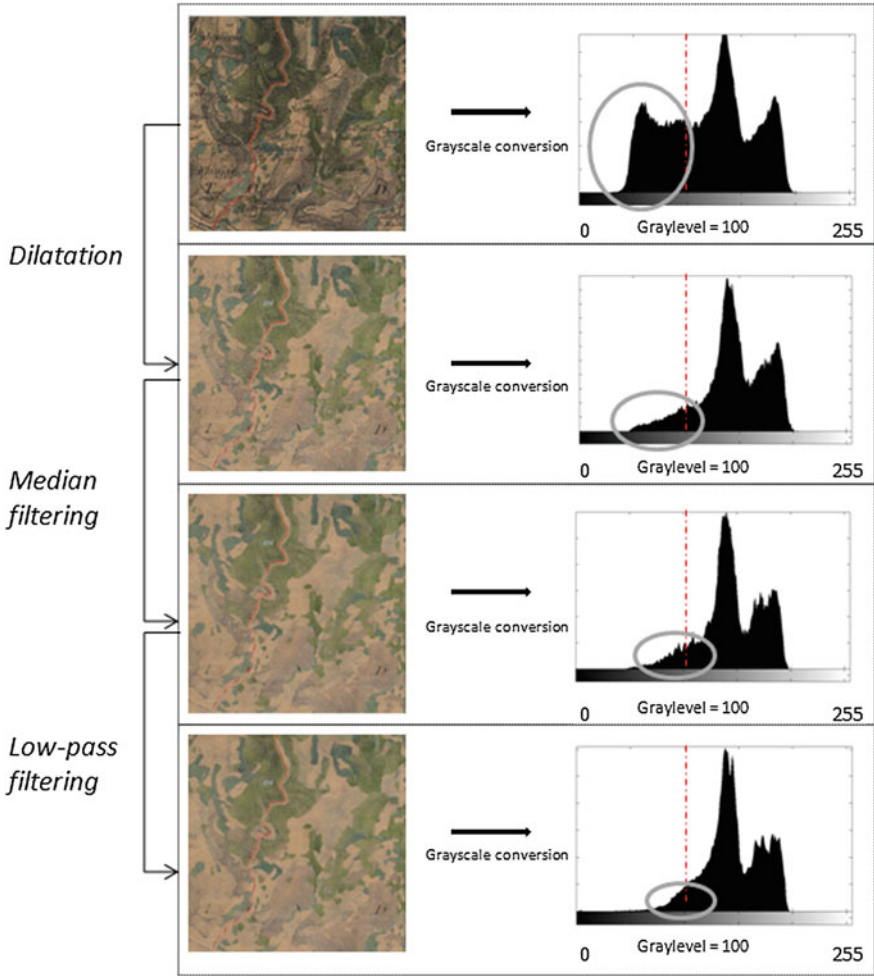 Grayscale conversion
0
Graylevel = 100
255
Dilatation
Grayscale conversion
0
Graylevel = 100
255
Median
filtering
Grayscale conversion
0
Graylevel = 100
255
Low-pass
filtering
Grayscale conversion
0
Graylevel = 100
255